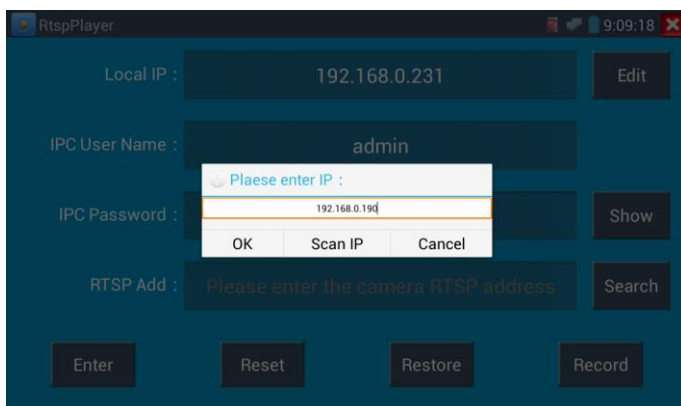 RtspPlayer 9:09:18
Local IP : 192.168.0.231 Edit
IPC User Name : admin
Plaese enter IP :
192.168.0.190
IPC Password : Show
OK Scan IP Cancel
RTSP Add : Please enter the camera RTSP address Search
Enter Reset Restore Record